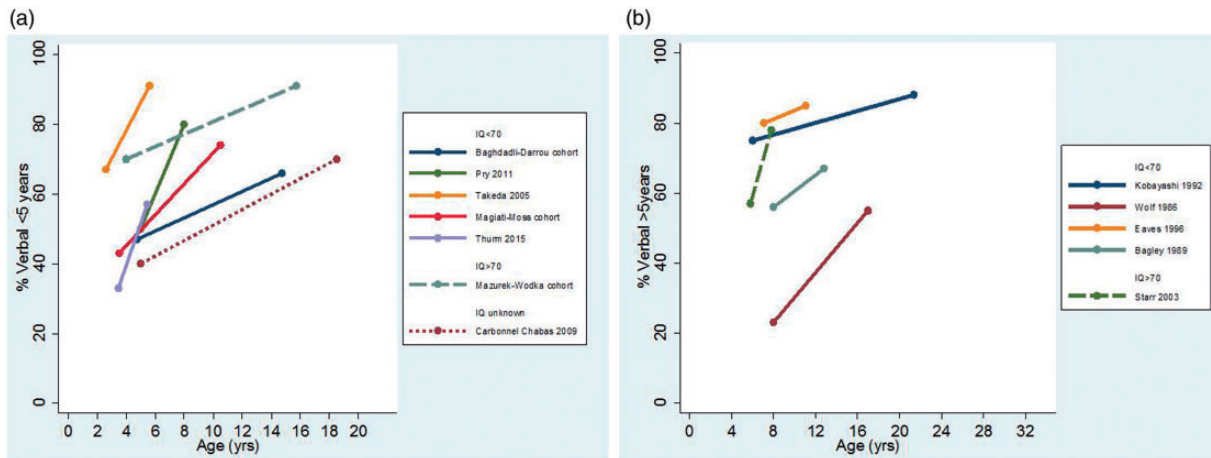 (a)
% Verbal <5 years
100
80
60
40
20
0
0 2 4 6 8 10 12 14 16 18 20
Age (yrs)
IQ<70
Baghdadli-Darrou cohort
Pry 2011
Takeda 2005
Magiati-Moss cohort
Thurm 2015
IQ>70
Mazurek-Wodka cohort
IQ unknown
Carbonnel Chabas 2009
(b)
% Verbal >5years
100
80
60
40
20
0
0 4 8 12 16 20 24 28 32
Age (yrs)
IQ<70
Kobayashi 1992
Wolf 1986
Eaves 1996
Bagley 1989
IQ>70
Starr 2003